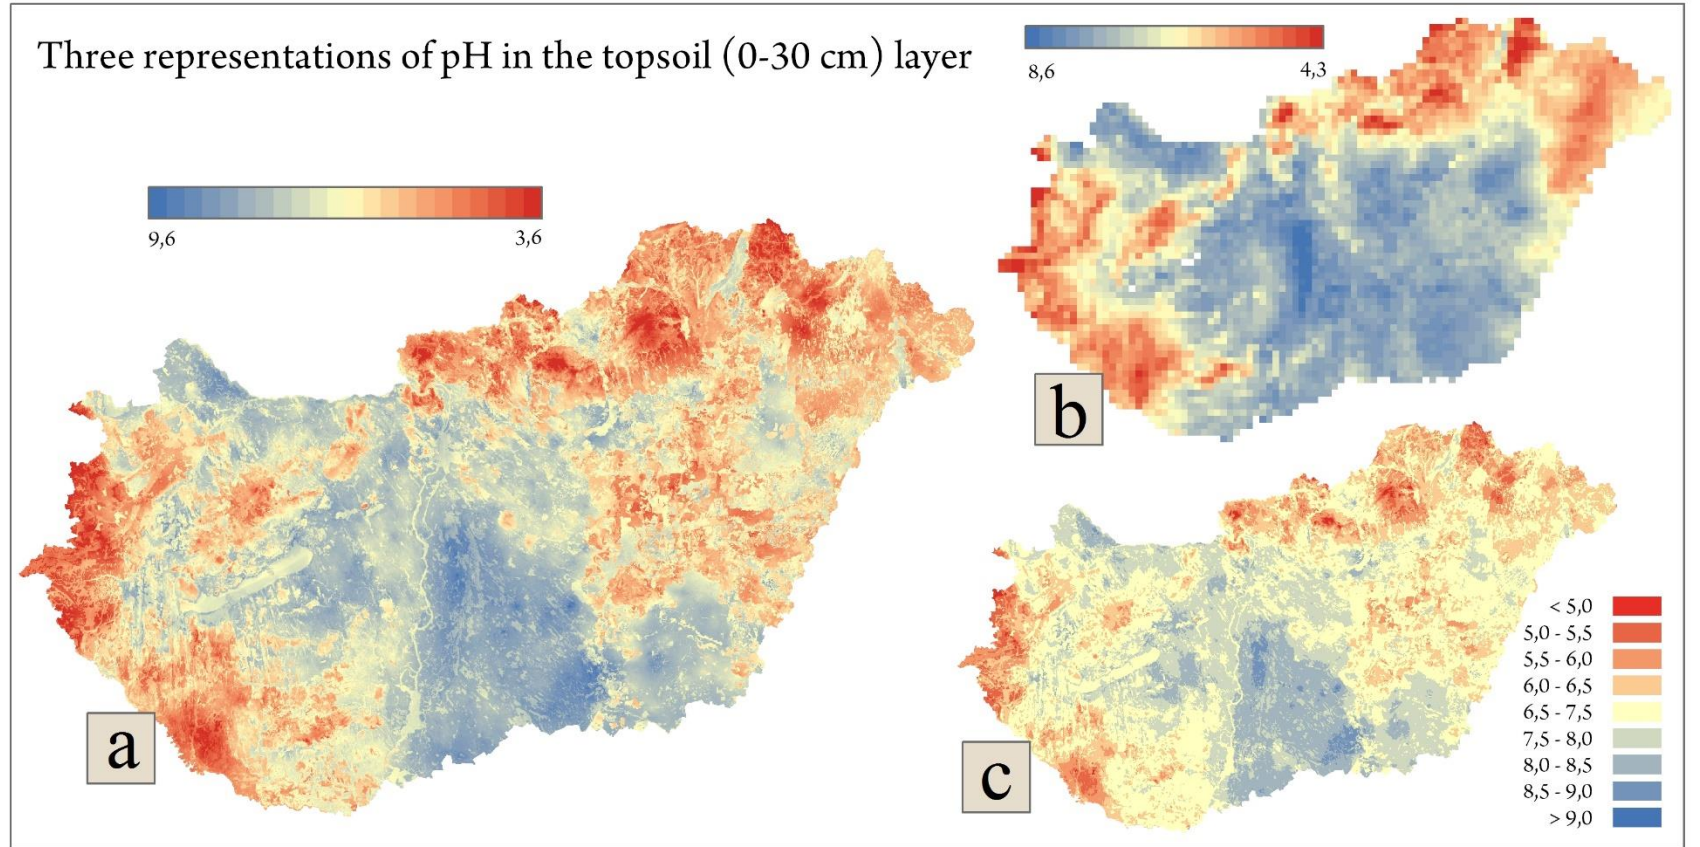 Three representations of pH in the topsoil (0-30 cm) layer
8,6
4,3
9,6
3,6
a
b
c
< 5,0
5,0 - 5,5
5,5 - 6,0
6,0 - 6,5
6,5 - 7,5
7,5 - 8,0
8,0 - 8,5
8,5 - 9,0
> 9,0